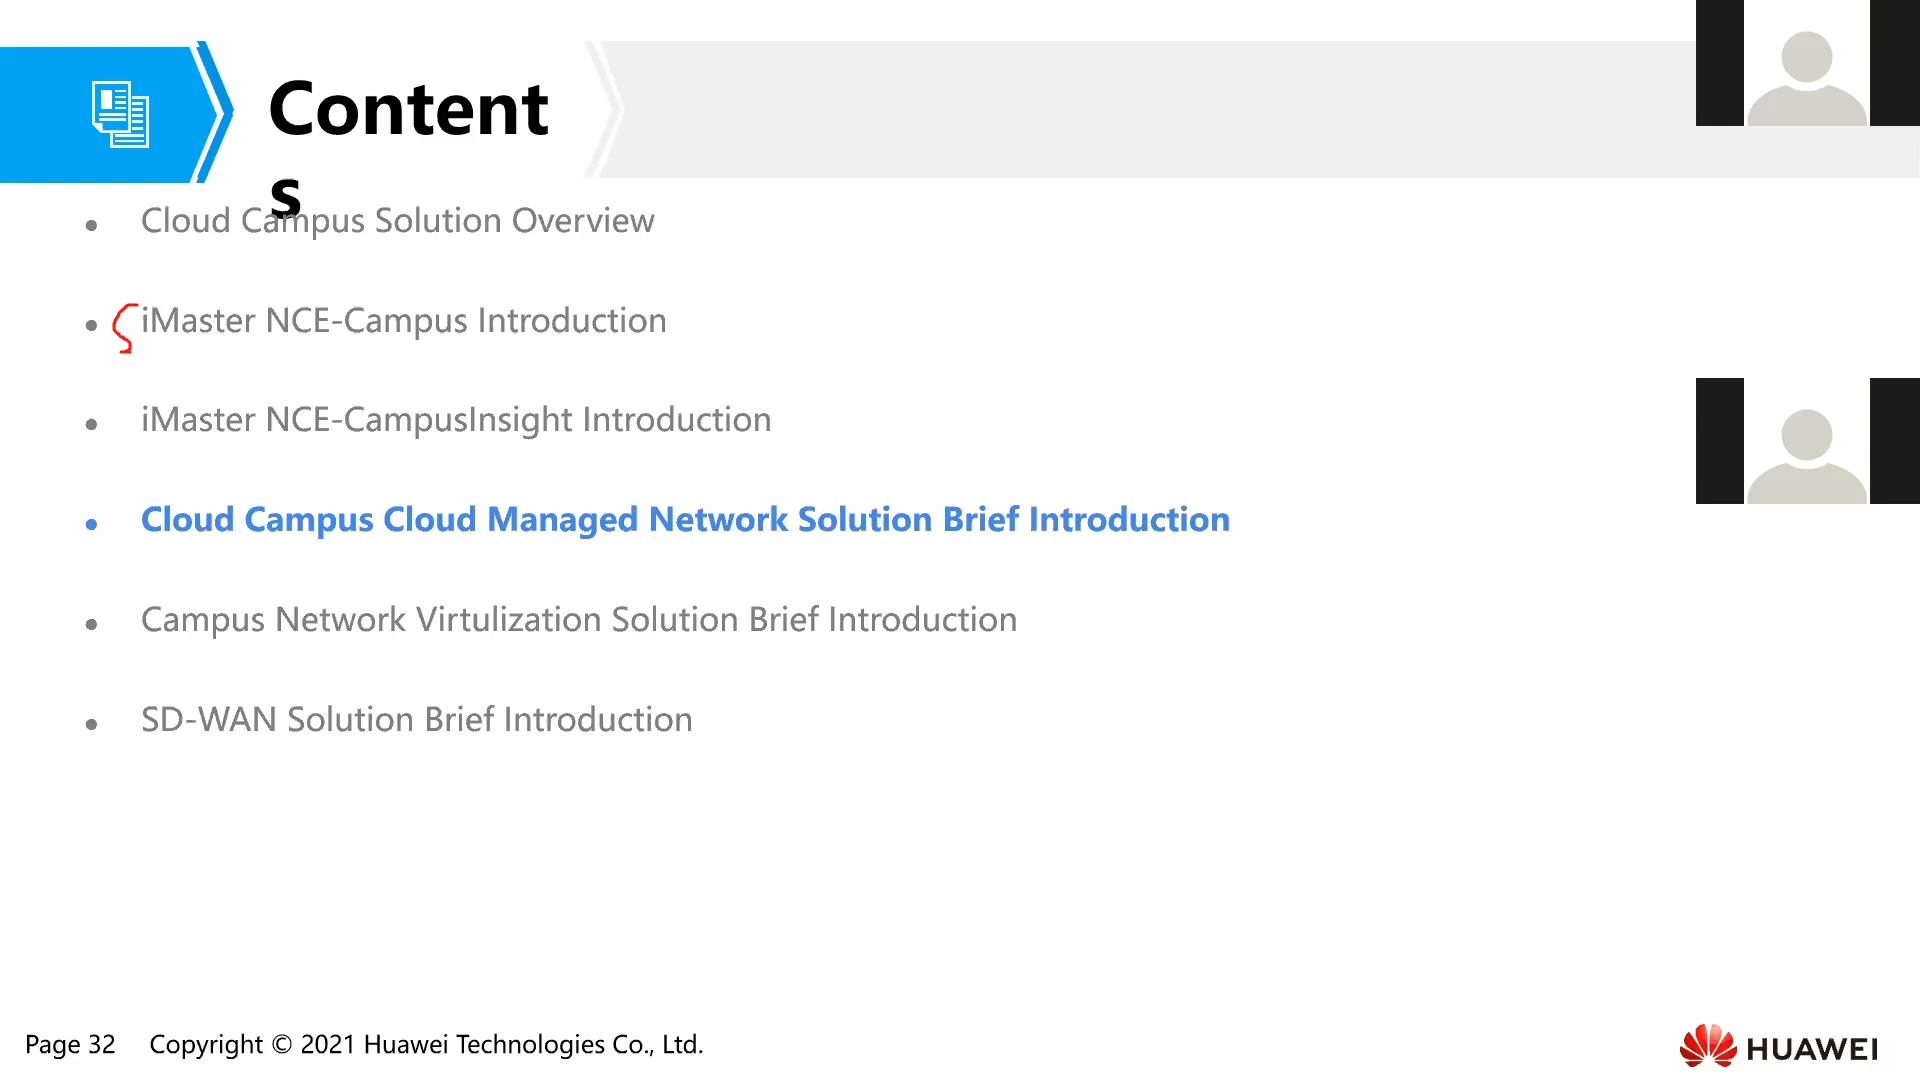 Content
s
Cloud Campus Solution Overview
iMaster NCE-Campus Introduction
iMaster NCE-CampusInsight Introduction
Cloud Campus Cloud Managed Network Solution Brief Introduction
Campus Network Virtulization Solution Brief Introduction
SD-WAN Solution Brief Introduction
Page 32 Copyright © 2021 Huawei Technologies Co., Ltd.
HUAWEI